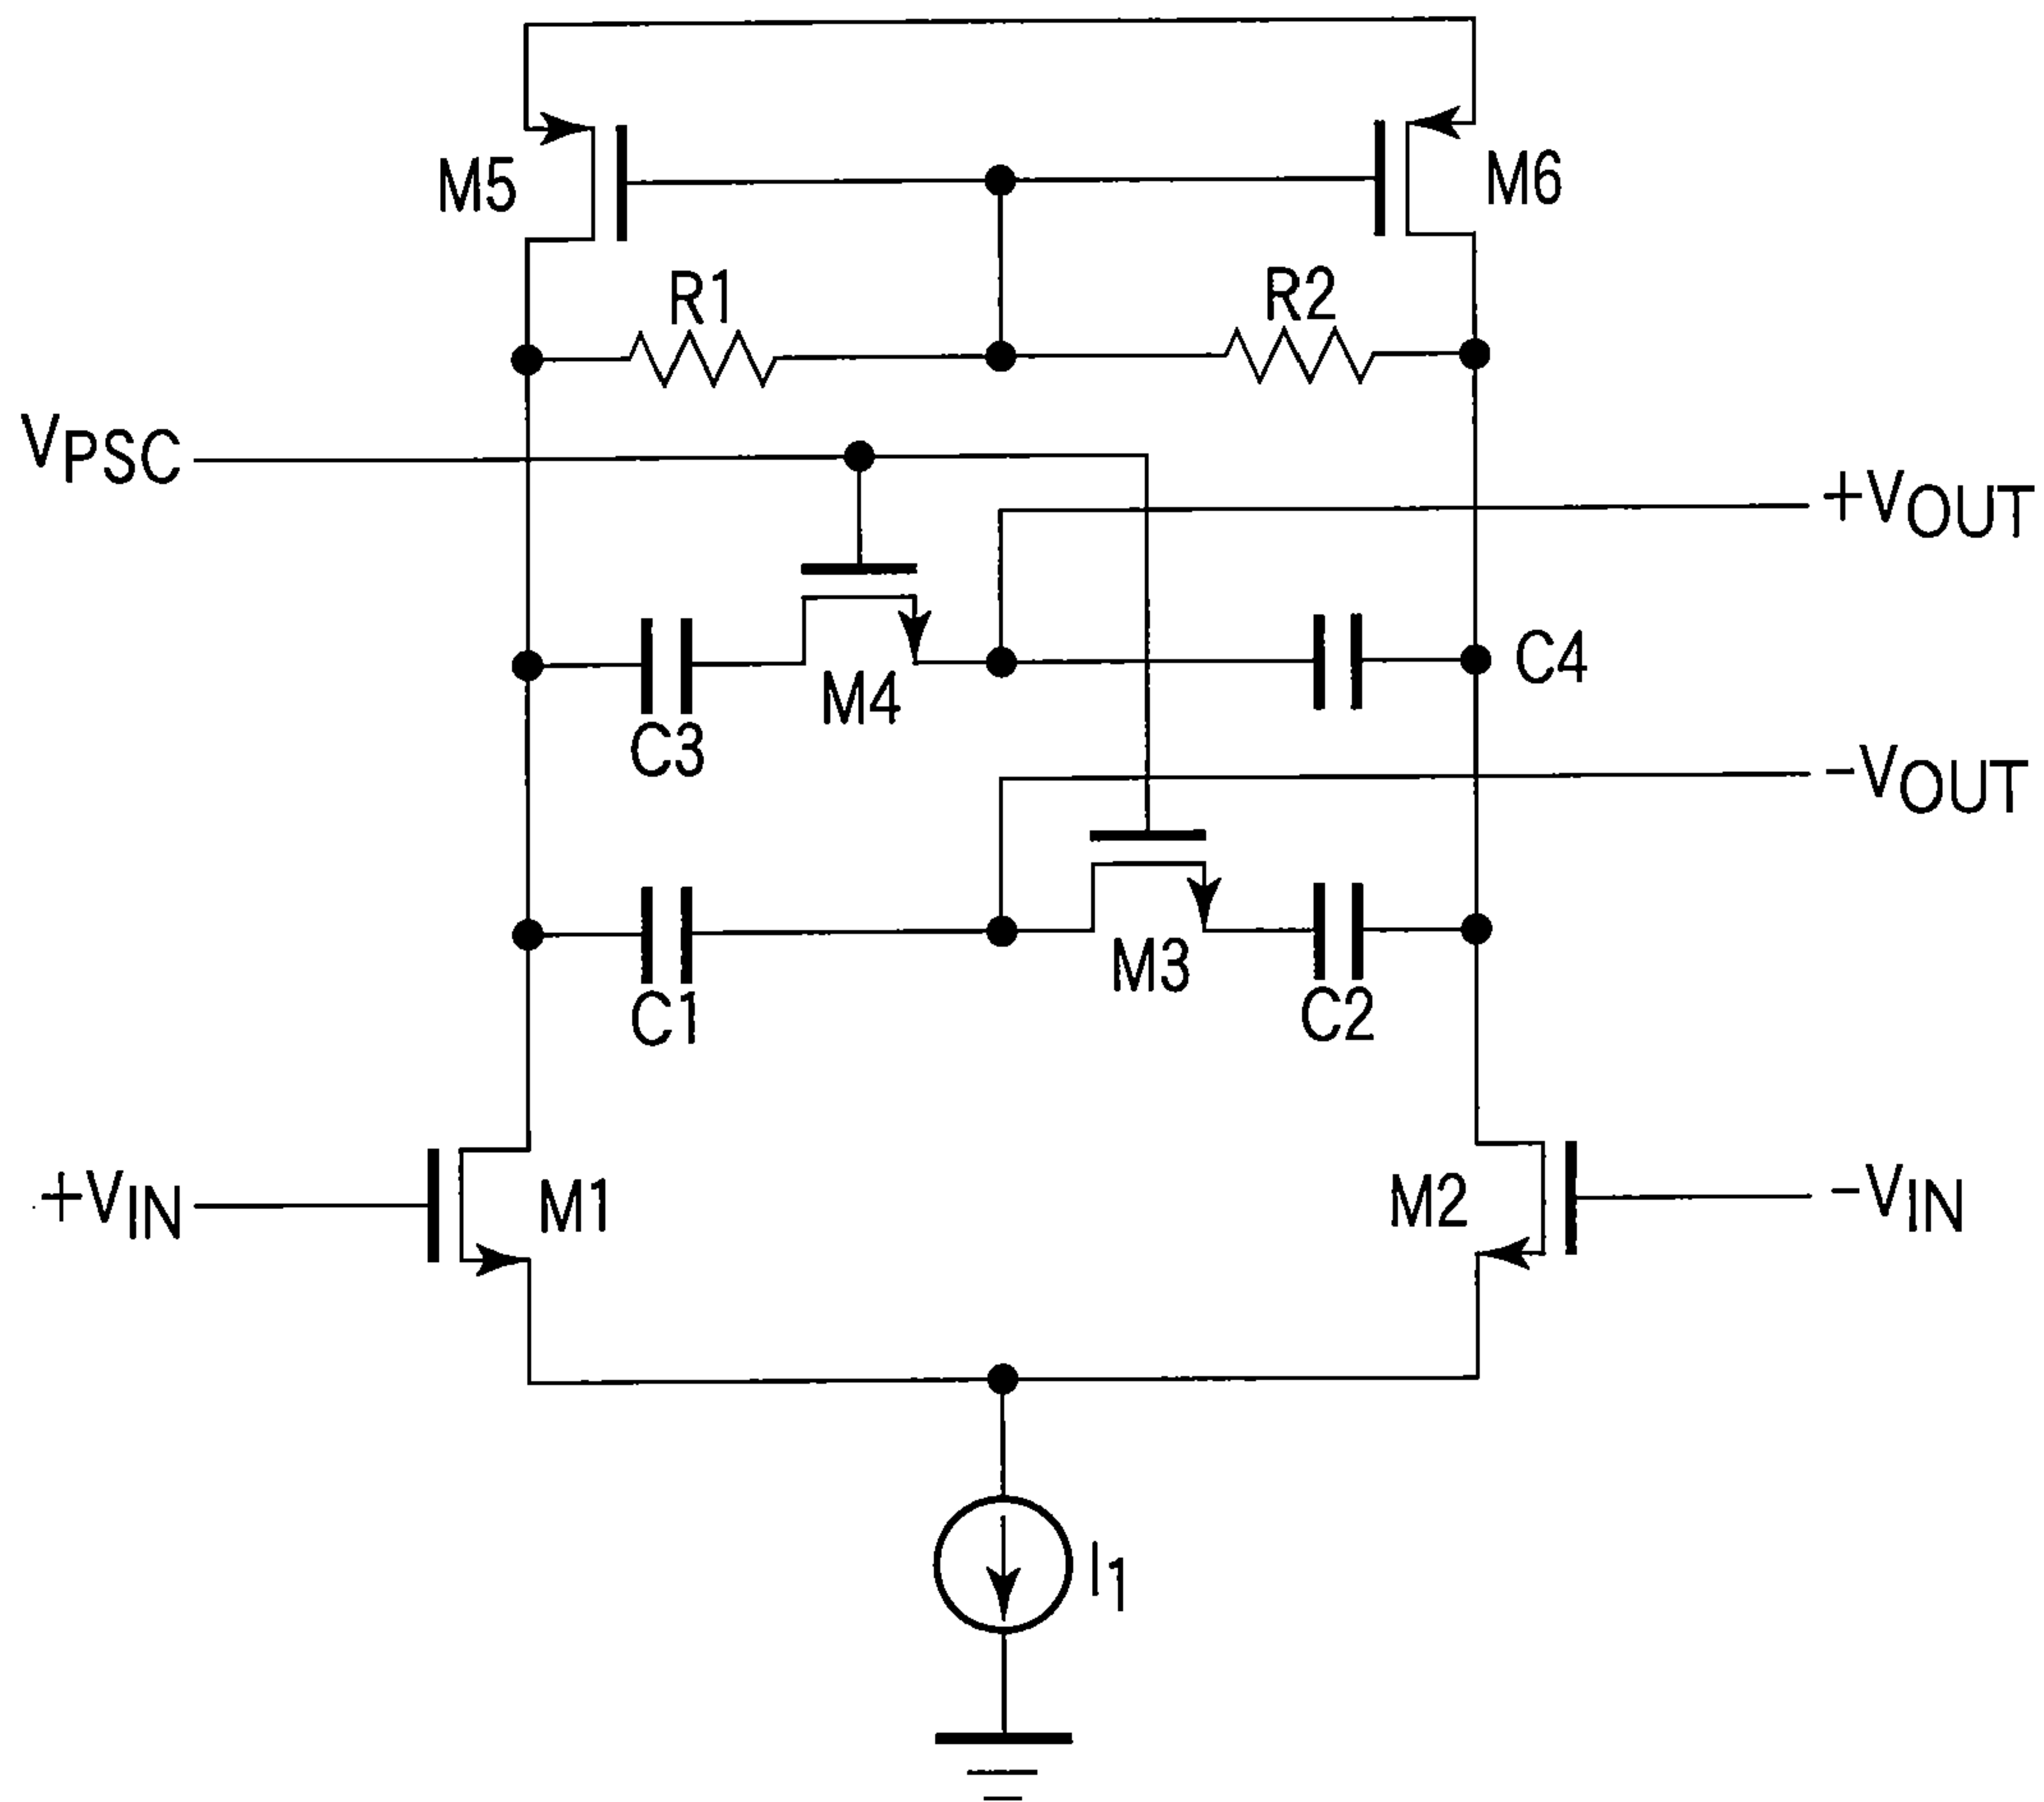 M5
M6
R1
R2
VPSC
+VOUT
M4
C4
C3
-VOUT
M3
C1
C2
+VIN
M1
M2
-VIN
I1